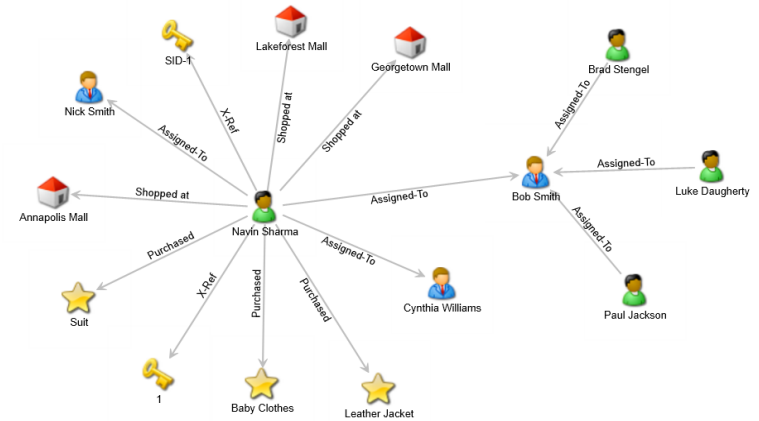 Lakeforest Mall
SID-1
Georgetown Mall
Brad Stengel
Nick Smith
X-Ref
Shopped at
Shopped at
Assigned-To
Assigned-To
Assigned-To
Luke Daugherty
Shopped at
Assigned-To
Bob Smith
Annapolis Mall
Navin Sharma
Assigned-To
Purchased
Assigned-To
X-Ref
Purchased
Purchased
Cynthia Williams
Paul Jackson
Suit
1
Baby Clothes
Leather Jacket